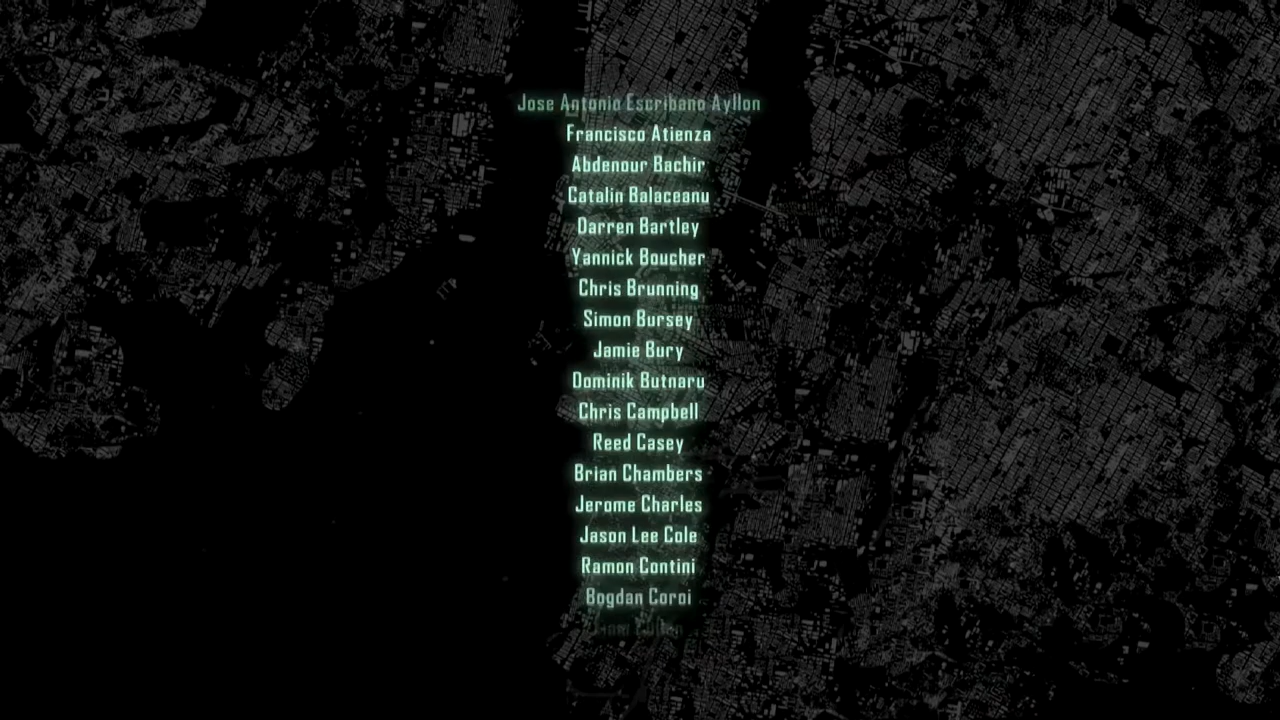 Jose Antonio Escribano Ayllon
Francisco Atienza
Abdenour Bachir
Catalin Balaceanu
Darren Bartley
Yannick Boucher
Chris Brunning
Simon Bursey
Jamie Bury
Dominik Butnaru
Chris Campbell
Reed Casey
Brian Chambers
Jerome Charles
Jason Lee Cole
Ramon Contini
Bogdan Coroi